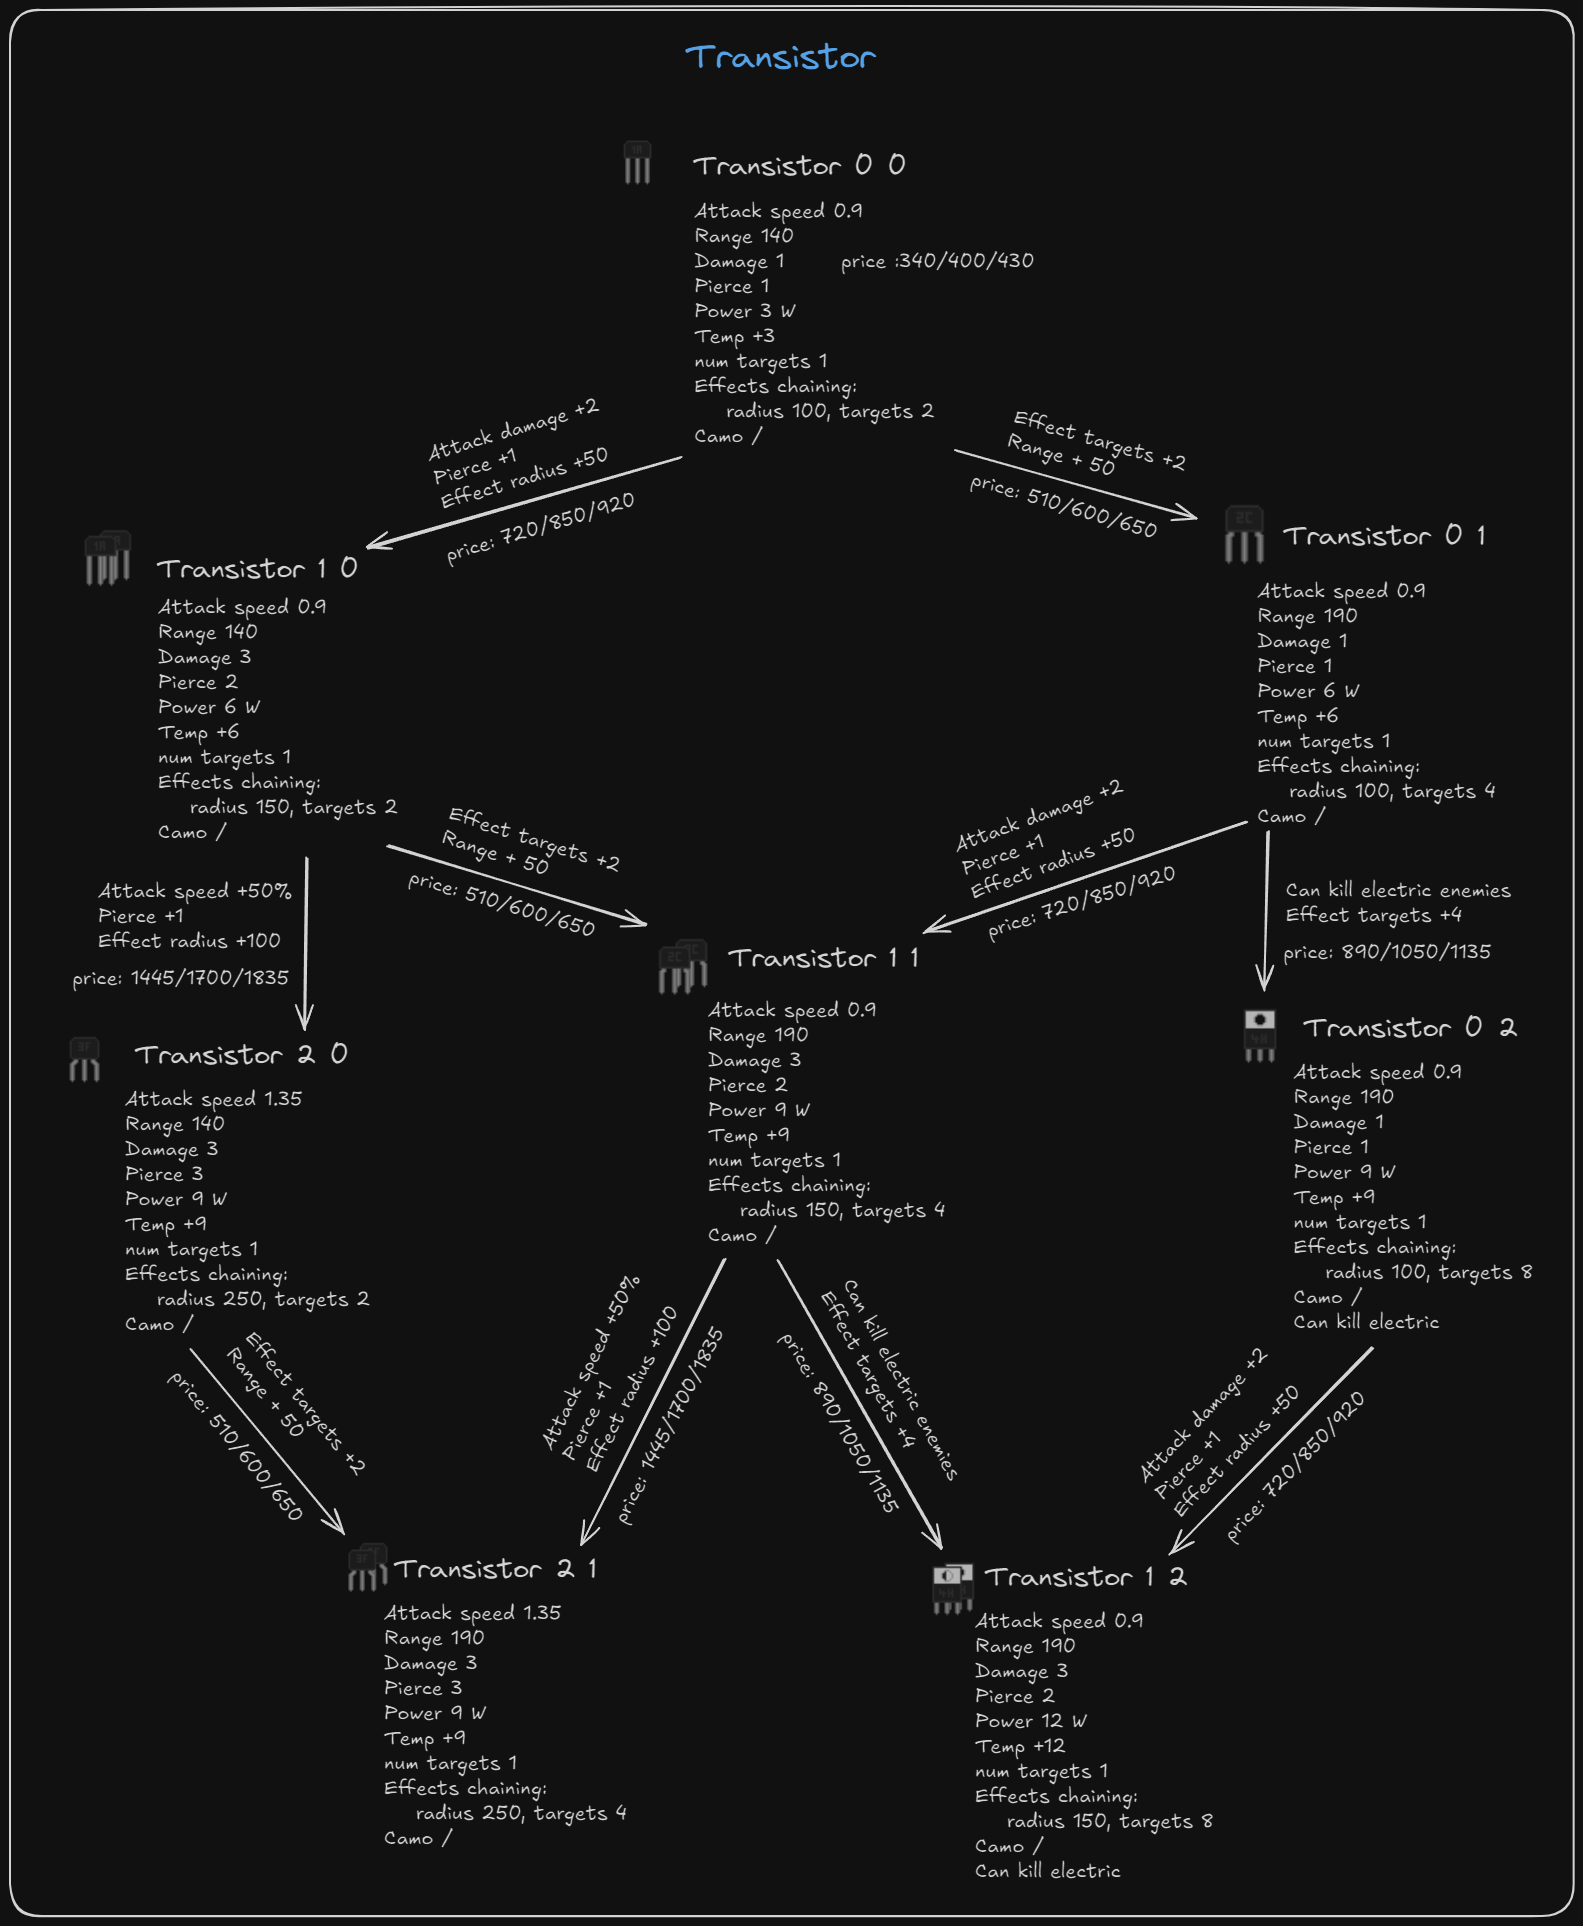 Transistor
Transistor 0 0
Attack speed 0.9
Range 140
Damage 1
price :340/400/430
Pierce 1
Power 3 W
Temp +3
num targets 1
Effects chaining:
radius 100, targets 2
Camo /
Attack damage +2
Pierce +1
Effect radius +50
price: 720/850/920
Effect targets +2
Range + 50
price: 510/600/650
Transistor 1 0
Attack speed 0.9
Range 140
Damage 3
Pierce 2
Power 6 W
Temp +6
num targets 1
Effects chaining:
radius 150, targets 2
Camo /
2C
Transistor 0 1
Attack speed 0.9
Range 190
Damage 1
Pierce 1
Power 6 W
Temp +6
num targets 1
Effects chaining:
radius 100, targets 4
Camo /
Attack speed +50%
Pierce +1
Effect radius +100
price: 1445/1700/1835
Effect targets +2
Range + 50
price: 510/600/650
Attack damage +2
Pierce +1
Effect radius +50
price: 720/850/920
Can kill electric enemies
Effect targets +4
price: 890/1050/1135
Transistor 2 0
Attack speed 1.35
Range 140
Damage 3
Pierce 3
Power 9 W
Temp +9
num targets 1
Effects chaining:
radius 250, targets 2
Camo /
2C
Transistor 1 1
Attack speed 0.9
Range 190
Damage 3
Pierce 2
Power 9 W
Temp +9
num targets 1
Effects chaining:
radius 150, targets 4
Camo /
Transistor 0 2
Attack speed 0.9
Range 190
Damage 1
Pierce 1
Power 9 W
Temp +9
num targets 1
Effects chaining:
radius 100, targets 8
Camo /
Can kill electric
Effect targets +2
Range + 50
price: 510/600/650
Attack speed +50%
Pierce +1
Effect radius +100
price: 1445/1700/1835
Can kill electric enemies
Effect targets +4
price: 890/1050/1135
Attack damage +2
Pierce +1
Effect radius +50
price: 720/850/920
Transistor 2 1
Attack speed 1.35
Range 190
Damage 3
Pierce 3
Power 9 W
Temp +9
num targets 1
Effects chaining:
radius 250, targets 4
Camo /
Transistor 1 2
Attack speed 0.9
Range 190
Damage 3
Pierce 2
Power 12 W
Temp +12
num targets 1
Effects chaining:
radius 150, targets 8
Camo /
Can kill electric